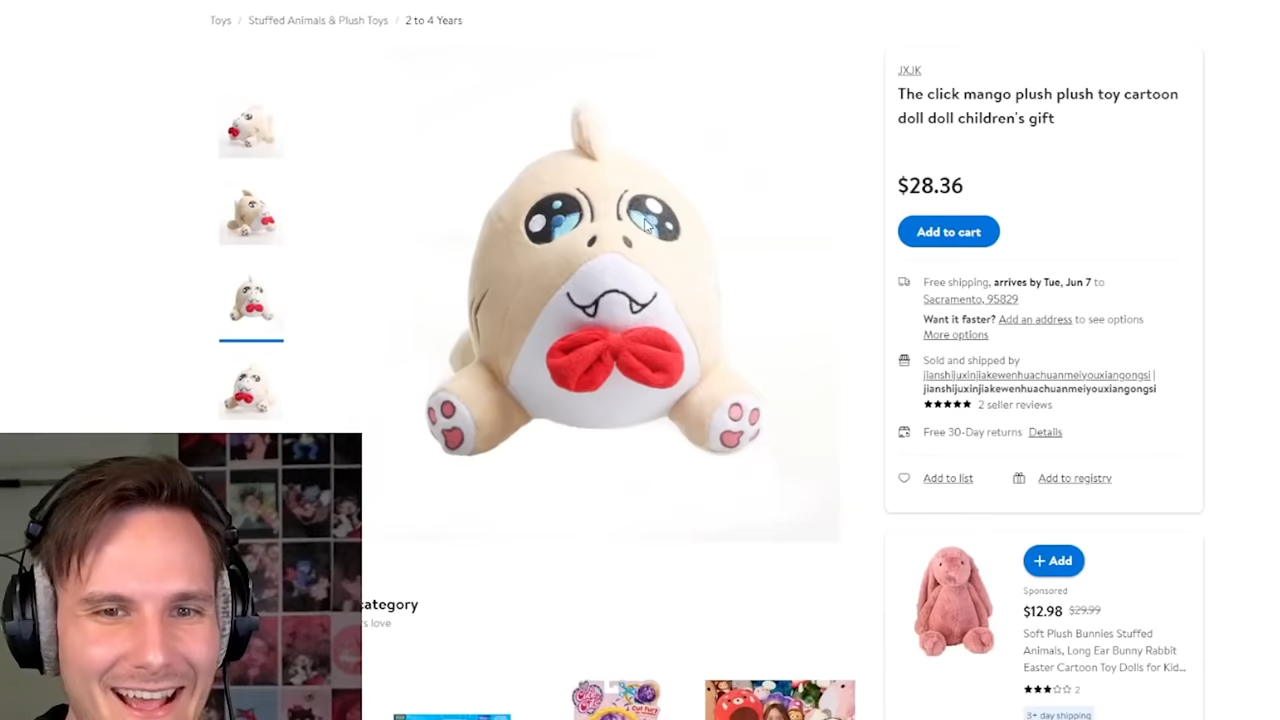 Toys / Stuffed Animals & Plush Toys / 2 to 4 Years
JXJK
The click mango plush plush toy cartoon
doll doll children's gift
$28.36
Add to cart
Free shipping, arrives by Tue, Jun 7 to
Sacramento, 95829
Want it faster? Add an address to see options
More options
Sold and shipped by
jianshijuxinjiakewenhuachuanmeiyouxiangongsi |
jianshijuxinjiakewenhuachuanmeiyouxiangongsi
2 seller reviews
Free 30-Day returns Details
Add to list
Add to registry
+ Add
Sponsored
$12.98 $29.99
Soft Plush Bunnies Stuffed
Animals, Long Ear Bunny Rabbit
Easter Cartoon Toy Dolls for Kid...
2
3+ day shipping
category
s love